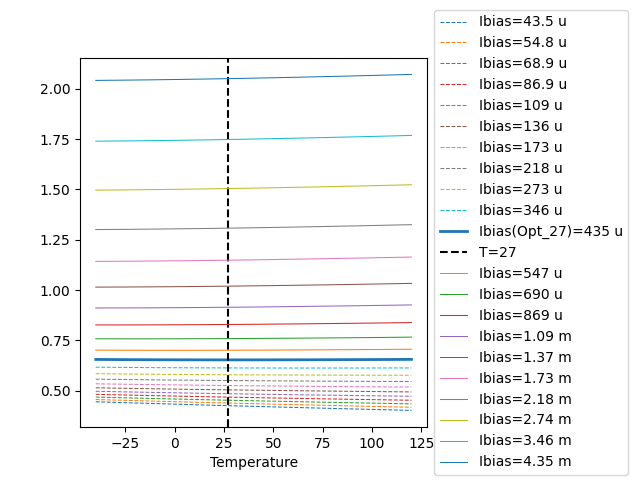 2.00
1.75
1.50
1.25
1.00
0.75
0.50
−25
0
25
50
75
100
125
Temperature
Ibias=43.5 u
Ibias=54.8 u
Ibias=68.9 u
Ibias=86.9 u
Ibias=109 u
Ibias=136 u
Ibias=173 u
Ibias=218 u
Ibias=273 u
Ibias=346 u
Ibias(Opt_27)=435 u
T=27
Ibias=547 u
Ibias=690 u
Ibias=869 u
Ibias=1.09 m
Ibias=1.37 m
Ibias=1.73 m
Ibias=2.18 m
Ibias=2.74 m
Ibias=3.46 m
Ibias=4.35 m